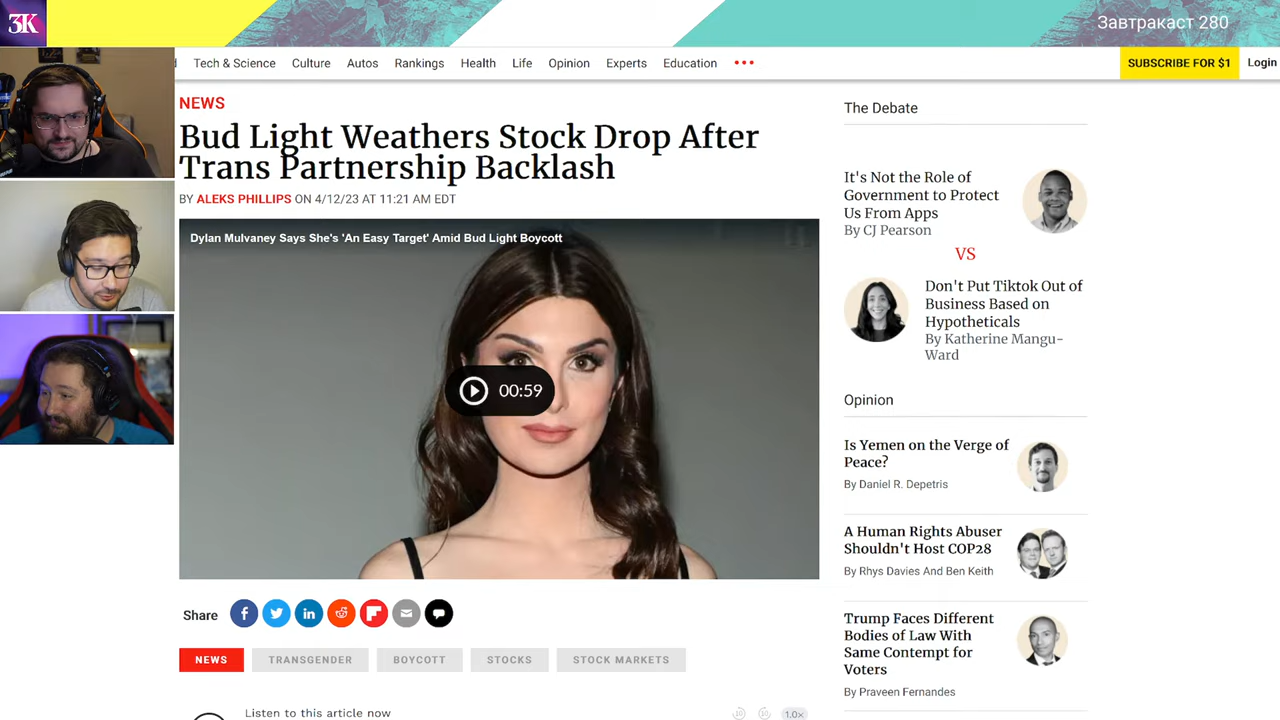 3K
Завтракаст 280
Tech & Science
Culture
Autos
Rankings
Health
Life
Opinion
Experts
Education
SUBSCRIBE FOR $1
Login
NEWS
Bud Light Weathers Stock Drop After
Trans Partnership Backlash
BY ALEKS PHILLIPS ON 4/12/23 AT 11:21 AM EDT
Dylan Mulvaney Says She's 'An Easy Target' Amid Bud Light Boycott
00:59
Share
NEWS
TRANSGENDER
BOYCOTT
STOCKS
STOCK MARKETS
Listen to this article now
10
10
1.0x
The Debate
It's Not the Role of
Government to Protect
Us From Apps
By CJ Pearson
VS
Don't Put Tiktok Out of
Business Based on
Hypotheticals
By Katherine Mangu-
Ward
Opinion
Is Yemen on the Verge of
Peace?
By Daniel R. Depetris
A Human Rights Abuser
Shouldn't Host COP28
By Rhys Davies And Ben Keith
Trump Faces Different
Bodies of Law With
Same Contempt for
Voters
By Praveen Fernandes